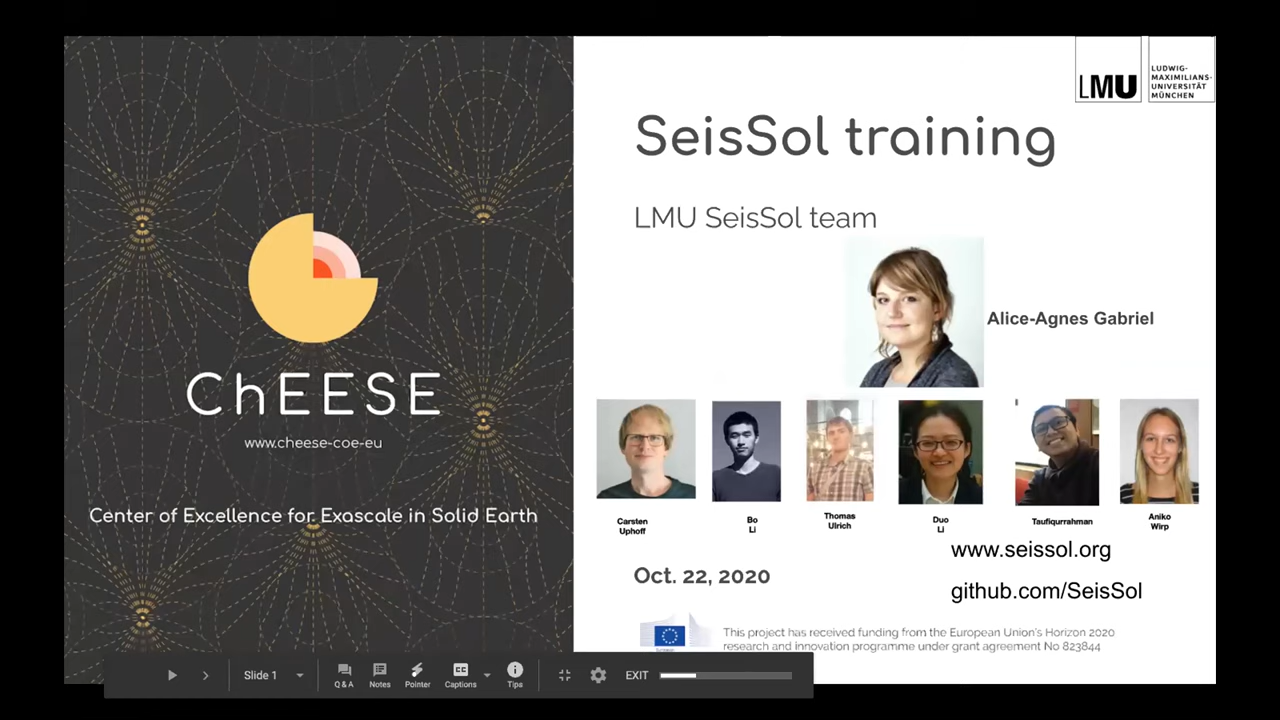 ChEESE
www.cheese-coe-eu
Center of Excellence for Exascale in Solid Earth
LMU
LUDWIG-
MAXIMILIANS-
UNIVERSITÄT
MÜNCHEN
SeisSol training
LMU SeisSol team
Alice-Agnes Gabriel
Carsten
Uphoff
Bo
Li
Thomas
Ulrich
Duo
Li
Taufiqurrahman
Aniko
Wirp
www.seissol.org
github.com/SeisSol
Oct. 22, 2020
European
This project has received funding from the European Union's Horizon 2020
research and innovation programme under grant agreement No 823844
Slide 1
Q & A
Notes
Pointer
CC
Captions
Tips
EXIT